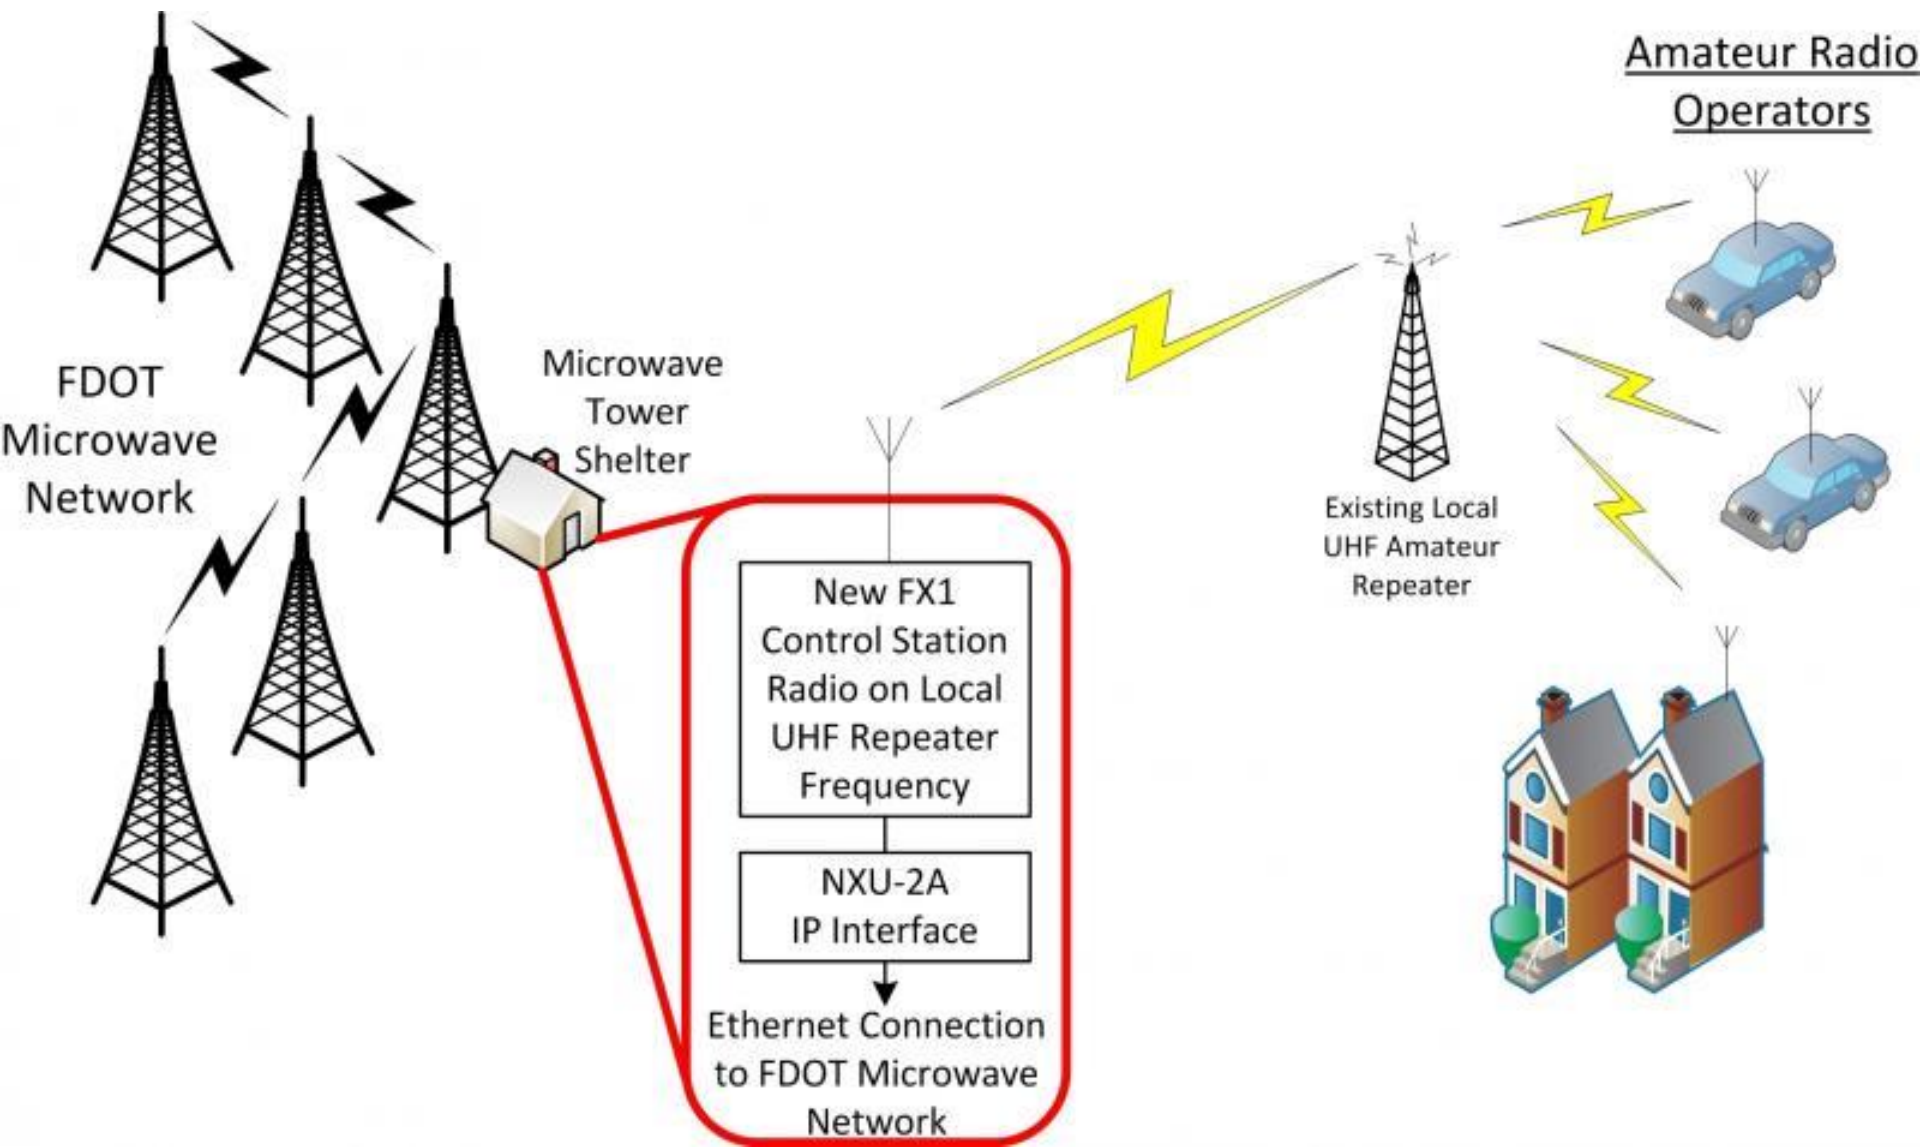 Amateur Radio
Operators
FDOT
Microwave
Network
Microwave
Tower
Shelter
Existing Local
UHF Amateur
Repeater
New FX1
Control Station
Radio on Local
UHF Repeater
Frequency
NXU-2A
IP Interface
Ethernet Connection
to FDOT Microwave
Network